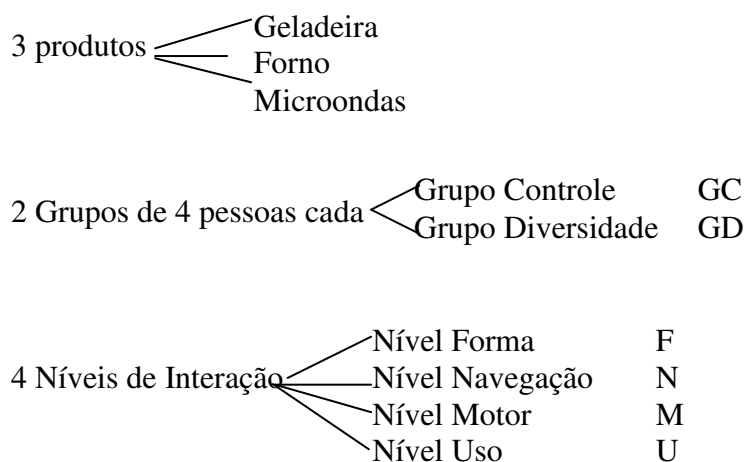 3 produtos
Geladeira
Forno
Microondas
2 Grupos de 4 pessoas cada
Grupo Controle GC
Grupo Diversidade GD
4 Níveis de Interação
Nível Forma F
Nível Navegação N
Nível Motor M
Nível Uso U